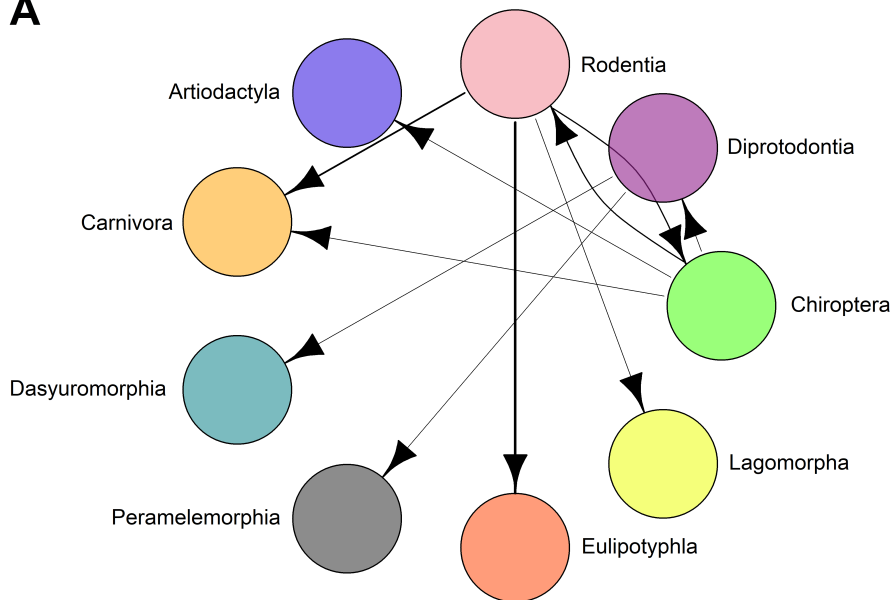 A
Rodentia
Artiodactyla
Diprotodontia
Carnivora
Chiroptera
Dasyuromorphia
Lagomorpha
Peramelemorphia
Eulipotyphla